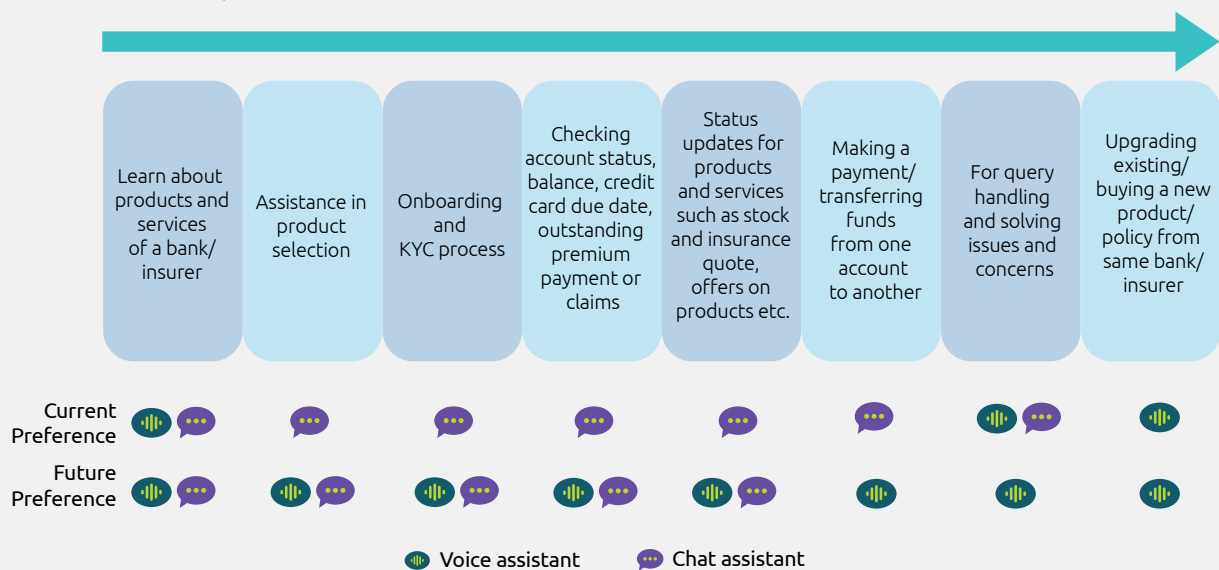 Learn about
products and
services
of a bank/
insurer
Assistance in
product
selection
Onboarding
and
KYC process
Checking
account status,
balance, credit
card due date,
outstanding
premium
payment or
claims
Status
updates for
products
and services
such as stock
and insurance
quote,
offers on
products etc.
Making a
payment/
transferring
funds
from one
account
to another
For query
handling
and solving
issues and
concerns
Upgrading
existing/
buying a new
product/
policy from
same bank/
insurer
Current
Preference
Future
Preference
Voice assistant
Chat assistant